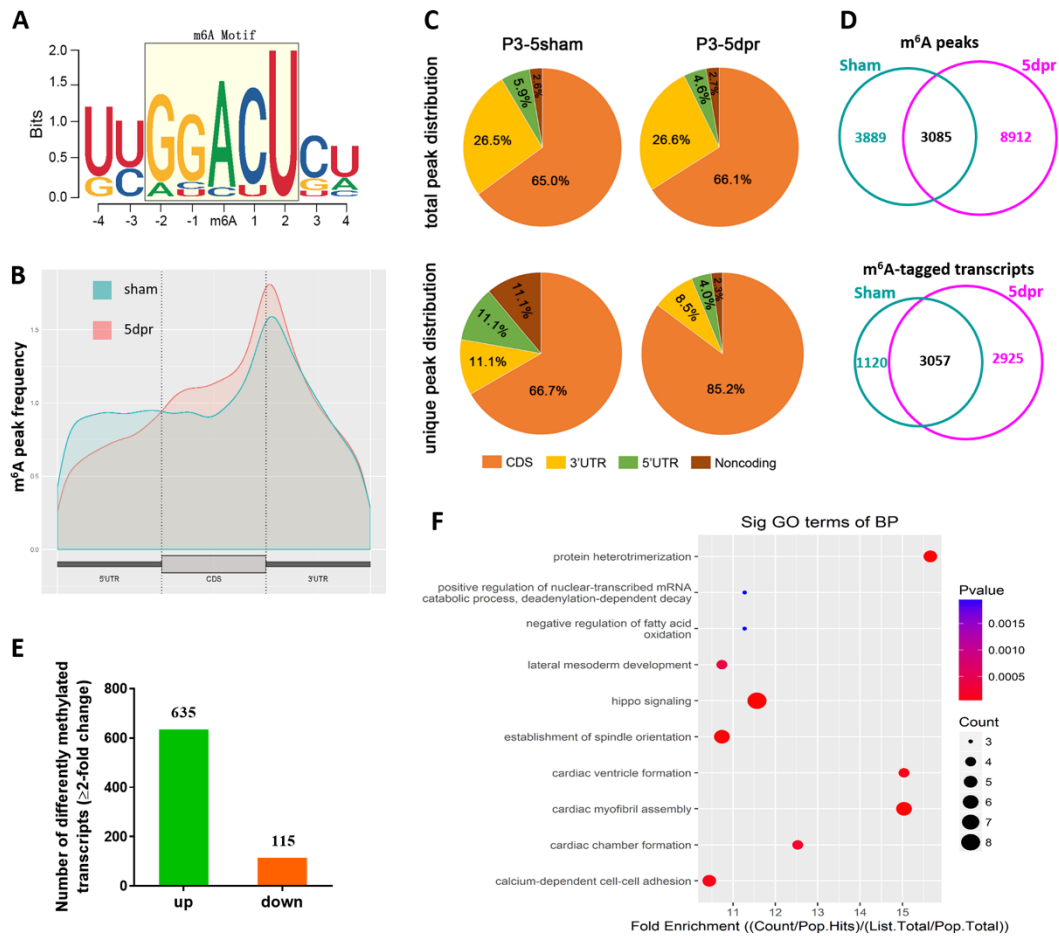 A
m6A Motif
2.0
1.5
1.0
0.5
0.0
Bits
U U G G A C U C U
G C A C C U U G A
U U C U U
-4 -3 -2 -1 m6A 1 2 3 4
B
sham
5dpr
m⁶A peak frequency
1.5
1.0
0.5
0.0
5'UTR CDS 3'UTR
C
P3-5sham P3-5dpr
total peak distribution
2.6%
5.9%
26.5%
65.0%
2.7%
4.6%
26.6%
66.1%
unique peak distribution
11.1%
11.1%
11.1%
66.7%
2.3%
4.0%
8.5%
85.2%
CDS 3'UTR 5'UTR Noncoding
D
m⁶A peaks
Sham 5dpr
3889 3085 8912
m⁶A-tagged transcripts
Sham 5dpr
1120 3057 2925
E
Number of differently methylated
transcripts (≥2-fold change)
800
600
400
200
0
635
115
up down
F
Sig GO terms of BP
protein heterotrimerization
positive regulation of nuclear-transcribed mRNA
catabolic process, deadenylation-dependent decay
negative regulation of fatty acid
oxidation
lateral mesoderm development
hippo signaling
establishment of spindle orientation
cardiac ventricle formation
cardiac myofibril assembly
cardiac chamber formation
calcium-dependent cell-cell adhesion
11 12 13 14 15
Fold Enrichment ((Count/Pop.Hits)/(List.Total/Pop.Total))
Pvalue
0.0015
0.0010
0.0005
Count
3
4
5
6
7
8